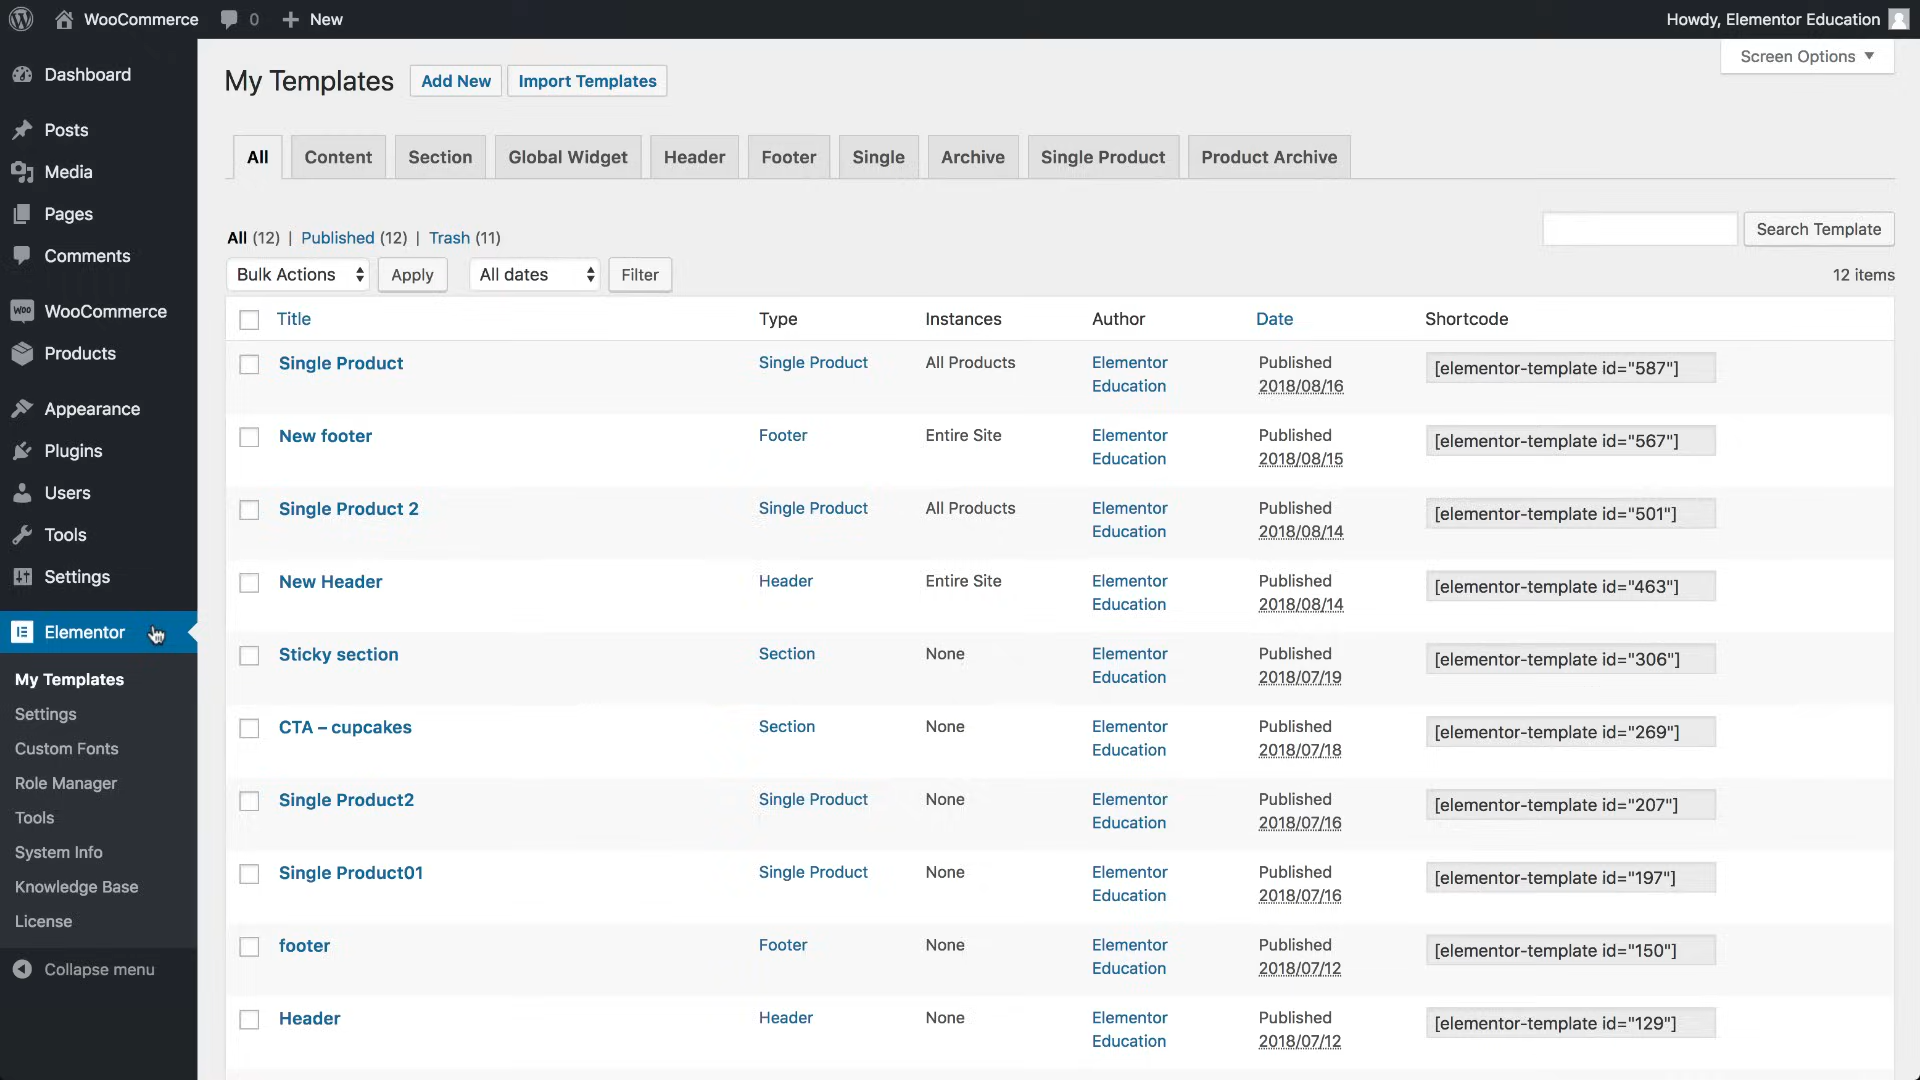 WooCommerce 0 New Howdy, Elementor Education
Screen Options
Dashboard
Posts
Media
Pages
Comments
WooCommerce
Products
Appearance
Plugins
Users
Tools
Settings
Elementor
My Templates
Settings
Custom Fonts
Role Manager
Tools
System Info
Knowledge Base
License
Collapse menu
My Templates Add New Import Templates
All Content Section Global Widget Header Footer Single Archive Single Product Product Archive
All (12) | Published (12) | Trash (11)
Search Template
Bulk Actions Apply All dates Filter 12 items
Title Type Instances Author Date Shortcode
Single Product Single Product All Products Elementor Published [elementor-template id="587"]
Education 2018/08/16
New footer Footer Entire Site Elementor Published [elementor-template id="567"]
Education 2018/08/15
Single Product 2 Single Product All Products Elementor Published [elementor-template id="501"]
Education 2018/08/14
New Header Header Entire Site Elementor Published [elementor-template id="463"]
Education 2018/08/14
Sticky section Section None Elementor Published [elementor-template id="306"]
Education 2018/07/19
CTA – cupcakes Section None Elementor Published [elementor-template id="269"]
Education 2018/07/18
Single Product2 Single Product None Elementor Published [elementor-template id="207"]
Education 2018/07/16
Single Product01 Single Product None Elementor Published [elementor-template id="197"]
Education 2018/07/16
footer Footer None Elementor Published [elementor-template id="150"]
Education 2018/07/12
Header Header None Elementor Published [elementor-template id="129"]
Education 2018/07/12